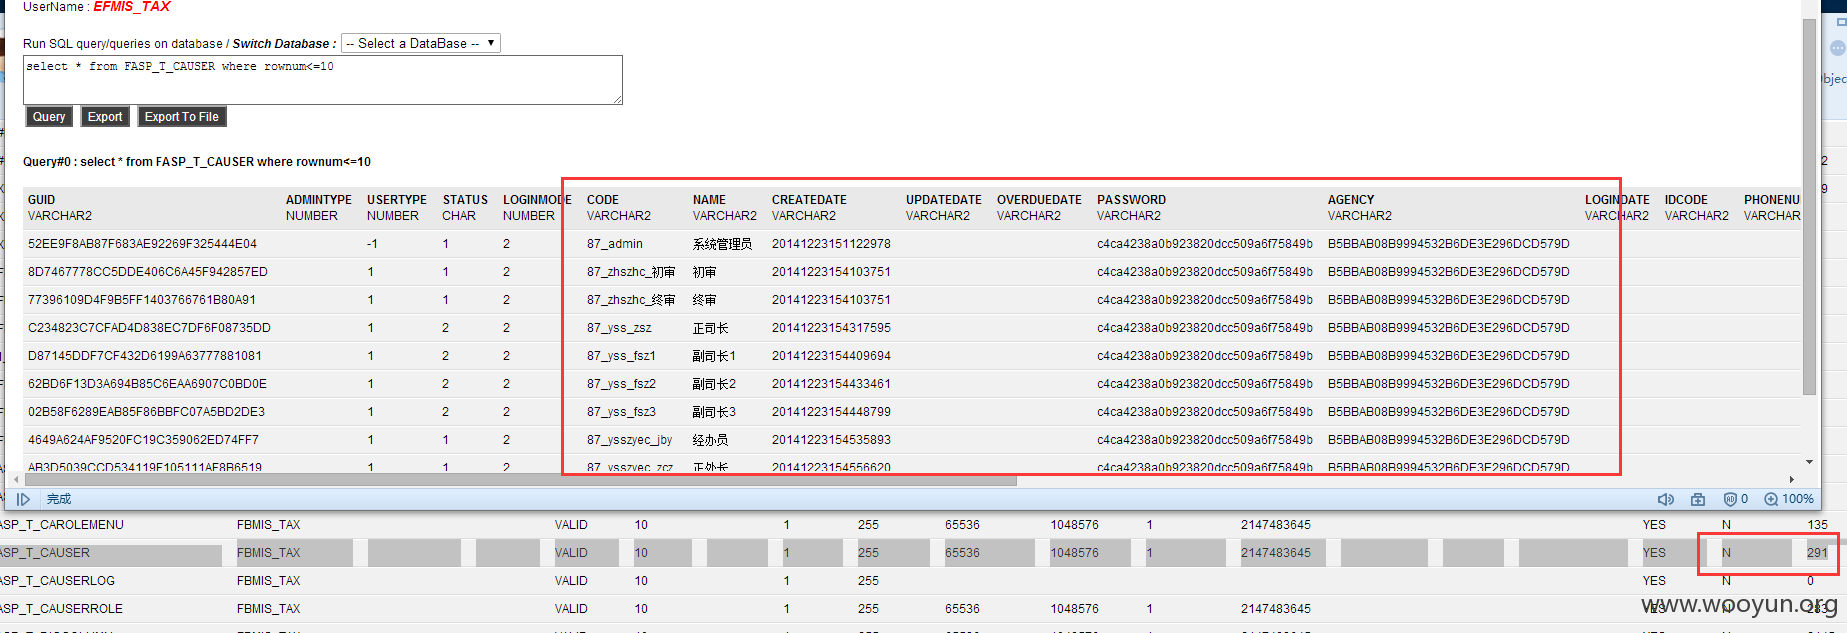 UserName : EFMIS_TAX
Run SQL query/queries on database / Switch Database : -- Select a DataBase --
select * from FASP_T_CAUSER where rownum<=10
Query Export Export To File
Query#0 : select * from FASP_T_CAUSER where rownum<=10
GUID ADMINTYPE USERTYPE STATUS LOGINMODE CODE NAME CREATEDATE UPDATEDATE OVERDUEDATE PASSWORD AGENCY LOGINDATE IDCODE PHONENU
VARCHAR2 NUMBER NUMBER CHAR NUMBER VARCHAR2 VARCHAR2 VARCHAR2 VARCHAR2 VARCHAR2 VARCHAR2 VARCHAR2 VARCHAR2 VARCHAR2 VARCHAR
52EE9F8AB87F683AE92269F325444E04 -1 1 2 87_admin 系统管理员 20141223151122978 c4ca4238a0b923820dcc509a6f75849b B5BBAB08B9994532B6DE3E296DCD579D
8D7467778CC5DDE406C6A45F942857ED 1 1 2 87_zhszhc_初审 初审 20141223154103751 c4ca4238a0b923820dcc509a6f75849b B5BBAB08B9994532B6DE3E296DCD579D
77396109D4F9B5FF1403766761B80A91 1 1 2 87_zhszhc_终审 终审 20141223154103751 c4ca4238a0b923820dcc509a6f75849b B5BBAB08B9994532B6DE3E296DCD579D
C234823C7CFAD4D838EC7DF6F08735DD 1 2 2 87_yss_zsz 正司长 20141223154317595 c4ca4238a0b923820dcc509a6f75849b B5BBAB08B9994532B6DE3E296DCD579D
D87145DDF7CF432D6199A63777881081 1 2 2 87_yss_fsz1 副司长1 20141223154409694 c4ca4238a0b923820dcc509a6f75849b B5BBAB08B9994532B6DE3E296DCD579D
62BD6F13D3A694B85C6EAA6907C0BD0E 1 2 2 87_yss_fsz2 副司长2 20141223154433461 c4ca4238a0b923820dcc509a6f75849b B5BBAB08B9994532B6DE3E296DCD579D
02B58F6289EAB85F86BBFC07A5BD2DE3 1 2 2 87_yss_fsz3 副司长3 20141223154448799 c4ca4238a0b923820dcc509a6f75849b B5BBAB08B9994532B6DE3E296DCD579D
4649A624AF9520FC19C359062ED74FF7 1 1 2 87_ysszyec_jby 经办员 20141223154535893 c4ca4238a0b923820dcc509a6f75849b B5BBAB08B9994532B6DE3E296DCD579D
AB3D5039CCD534119F105111AF8B6519 1 1 2 87_ysszyec_zcz 正处长 20141223154556620 c4ca4238a0b923820dcc509a6f75849b B5BBAB08B9994532B6DE3E296DCD579D
完成 0 100%
ASP_T_CAROLEMENU FBMIS_TAX VALID 10 1 255 65536 1048576 1 2147483645 YES N 135
ASP_T_CAUSER FBMIS_TAX VALID 10 1 255 65536 1048576 1 2147483645 YES N 291
ASP_T_CAUSERLOG FBMIS_TAX VALID 10 1 255 YES N 0
ASP_T_CAUSERROLE FBMIS_TAX VALID 10 1 255 65536 1048576 1 2147483645 YES N 283
www.wooyun.org